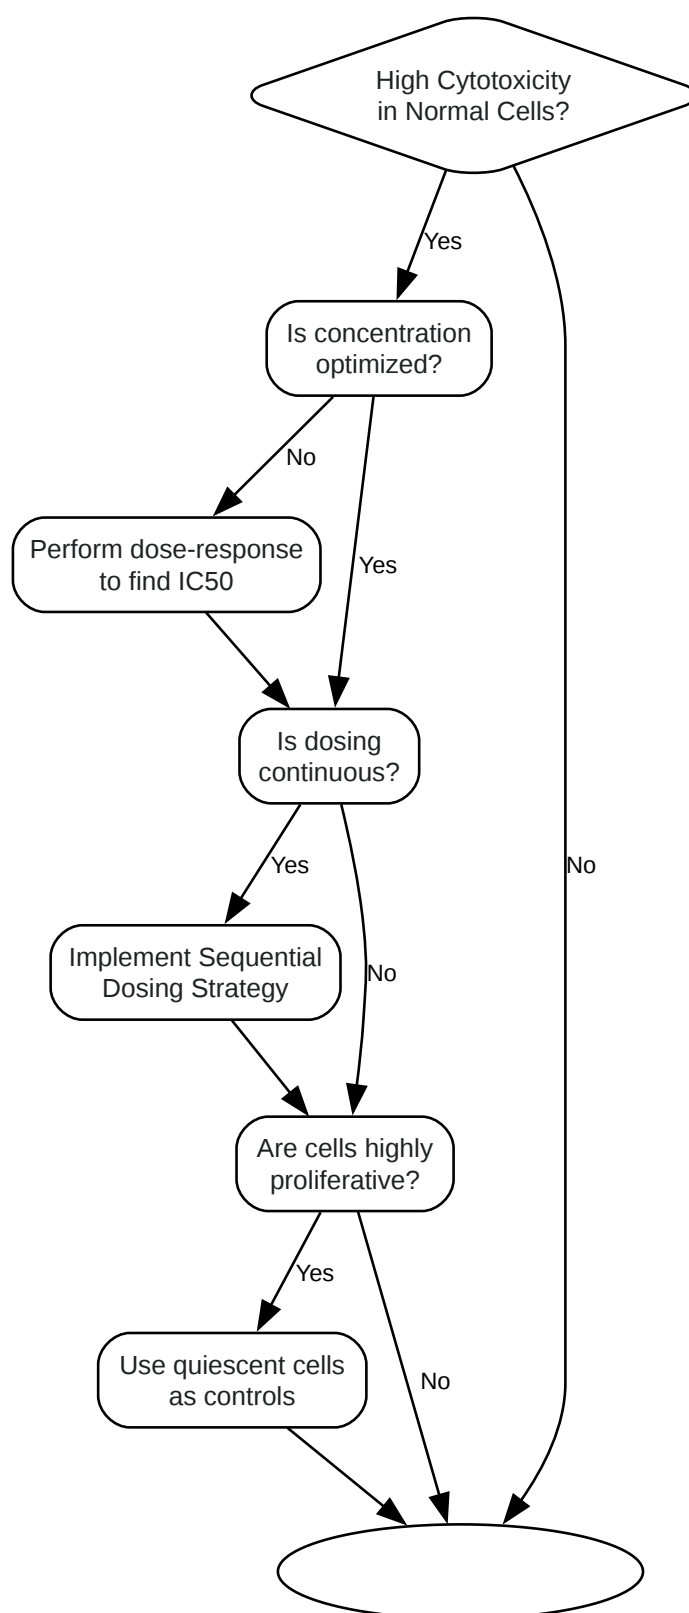 High Cytotoxicity
in Normal Cells?
Yes
Is concentration
optimized?
No
Perform dose-response
to find IC50
Yes
Is dosing
continuous?
Yes
No
Implement Sequential
Dosing Strategy
No
Are cells highly
proliferative?
Yes
Use quiescent cells
as controls
No